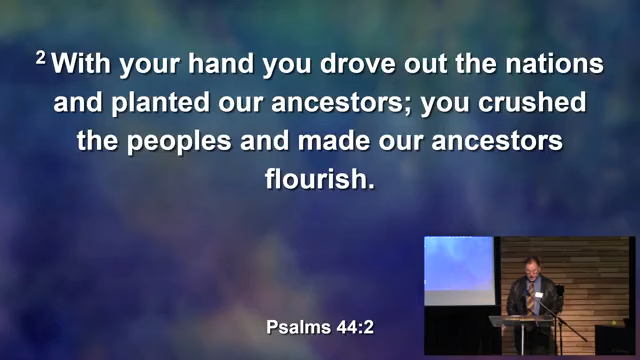 2 With your hand you drove out the nations
and planted our ancestors; you crushed
the peoples and made our ancestors
flourish.
Psalms 44:2